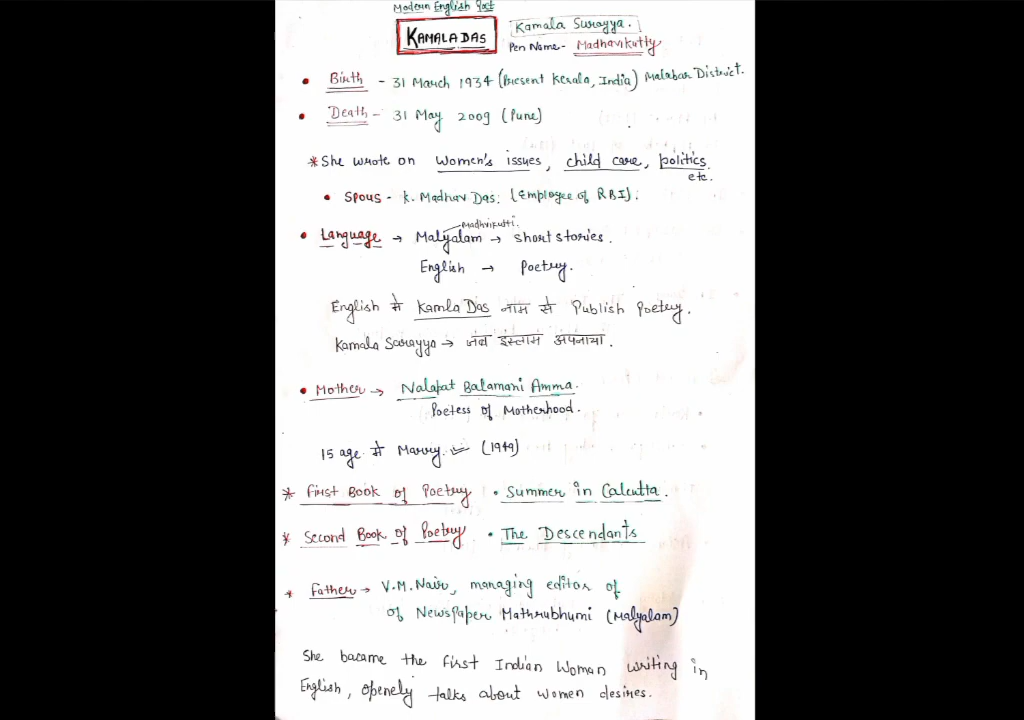 Modern English Poet
KAMALA DAS
Kamala Surayya.
Pen Name- Madhavikutty
• Birth - 31 March 1934 (Present Kerala, India) Malabar District.
• Death - 31 May 2009 (Pune)
* She wrote on Women's issues, child care, politics etc.
• Spous - K. Madhav Das. (Employee of RBI).
Madhvikutti.
• Language → Malyalam → short stories.
English → Poetry.
English में Kamla Das नाम से Publish Poetry.
Kamala Sarayya → जब इस्लाम अपनाया.
• Mother → Nalapat Balamani Amma.
Poetess of Motherhood.
15 age में Marry. (1949)
* First Book of Poetry • Summer in Calcutta.
* Second Book of Poetry • The Descendants
* Father → V.M. Nair, managing editor of
of Newspaper Mathrubhumi (Malyalam)
She bacame the first Indian Woman writing in
English, openely talks about women desires.